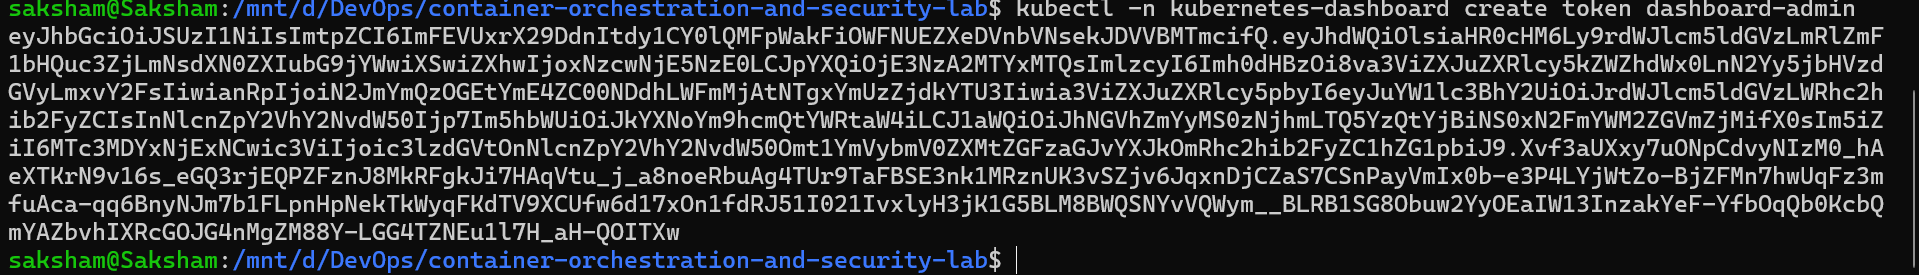 saksham@Saksham:/mnt/d/DevOps/container-orchestration-and-security-lab$ kubectl -n kubernetes-dashboard create token dashboard-admin
eyJhbGciOiJSUzI1NiIsImtpZCI6ImFEVUxrX29DdnItdy1CY0lQMFpWakFiOWFNUEZXeDVnbVNsekJDVVBMTmcifQ.eyJhdWQiOlsiaHR0cHM6Ly9rdWJlcm5ldGVzLmRlZmF
1bHQuc3ZjLmNsdXN0ZXIubG9jYWwiXSwiZXhwIjoxNzcwNjE5NzE0LCJpYXQiOjE3NzA2MTYxMTQsImlzcyI6Imh0dHBzOi8va3ViZXJuZXRlcy5kZWZhdWx0LnN2Yy5jbHVzd
GVyLmxvY2FsIiwianRpIjoiN2JmYmQzOGEtYmE4ZC00NDdhLWFmMjAtNTgxYmUzZjdkYTU3Iiwia3ViZXJuZXRlcy5pbyI6eyJuYW1lc3BhY2UiOiJrdWJlcm5ldGVzLWRhc2h
ib2FyZCIsInNlcnZpY2VhY2NvdW50Ijp7Im5hbWUiOiJkYXNoYm9hcmQtYWRtaW4iLCJ1aWQiOiJhNGVhZmYyMS0zNjhmLTQ5YzQtYjBiNS0xN2FmYWM2ZGVmZjMifX0sIm5iZ
iI6MTc3MDYxNjExNCwic3ViIjoic3lzdGVtOnNlcnZpY2VhY2NvdW50Omt1YmVybmV0ZXMtZGFzaGJvYXJkOmRhc2hib2FyZC1hZG1pbiJ9.Xvf3aUXxy7uONpCdvyNIzM0_hA
eXTKrN9v16s_eGQ3rjEQPZFznJ8MkRFgkJi7HAqVtu_j_a8noeRbuAg4TUr9TaFBSE3nk1MRznUK3vSZjv6JqxnDjCZaS7CSnPayVmIx0b-e3P4LYjWtZo-BjZFMn7hwUqFz3m
fuAca-qq6BnyNJm7b1FLpnHpNekTkWyqFKdTV9XCUfw6d17xOn1fdRJ51I021IvxlyH3jK1G5BLM8BWQSNYvVQWym__BLRB1SG8Obuw2YyOEaIW13InzakYeF-YfbOqQb0KcbQ
mYAZbvhIXRcGOJG4nMgZM88Y-LGG4TZNEu1l7H_aH-QOITXw
saksham@Saksham:/mnt/d/DevOps/container-orchestration-and-security-lab$